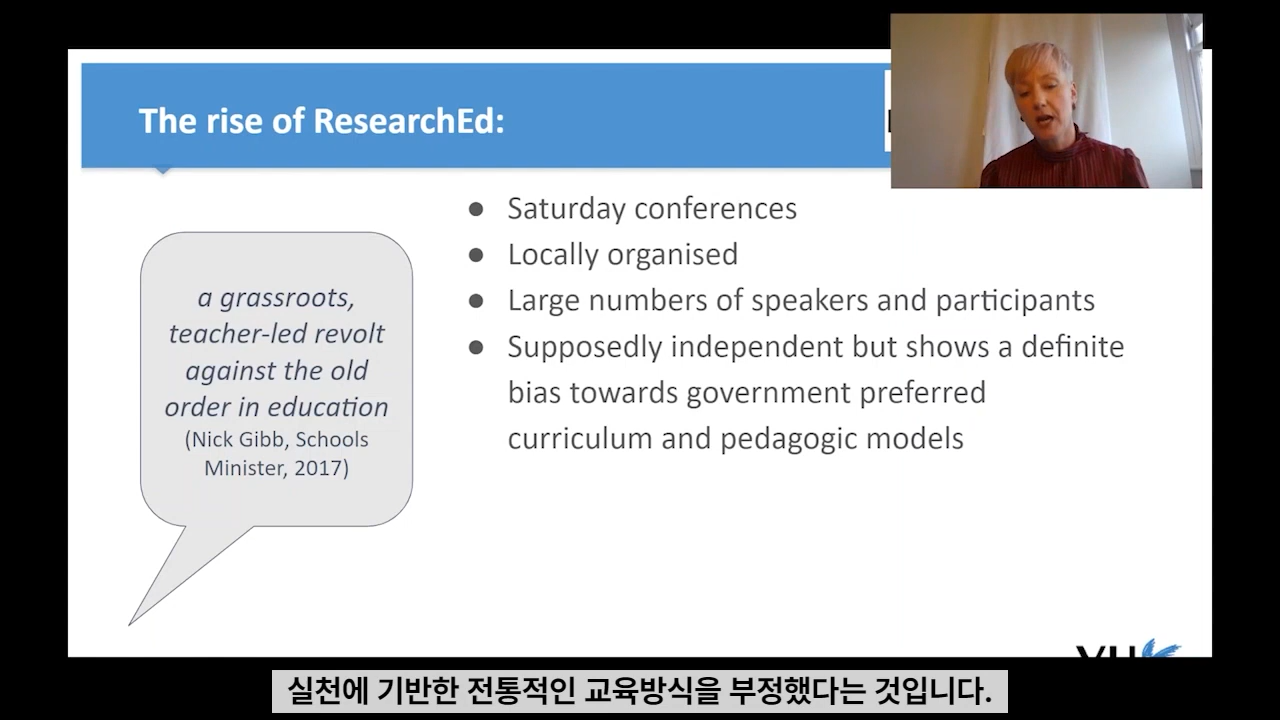 The rise of ResearchEd:
a grassroots,
teacher-led revolt
against the old
order in education
(Nick Gibb, Schools
Minister, 2017)
● Saturday conferences
● Locally organised
● Large numbers of speakers and participants
● Supposedly independent but shows a definite
bias towards government preferred
curriculum and pedagogic models
실천에 기반한 전통적인 교육방식을 부정했다는 것입니다.